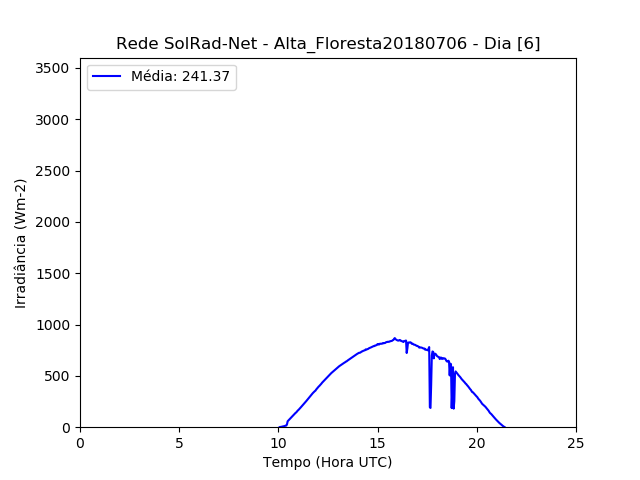 Rede SolRad-Net - Alta_Floresta20180706 - Dia [6]
Média: 241.37
3500
3000
2500
2000
1500
1000
500
0
Irradiância (Wm-2)
0 5 10 15 20 25
Tempo (Hora UTC)